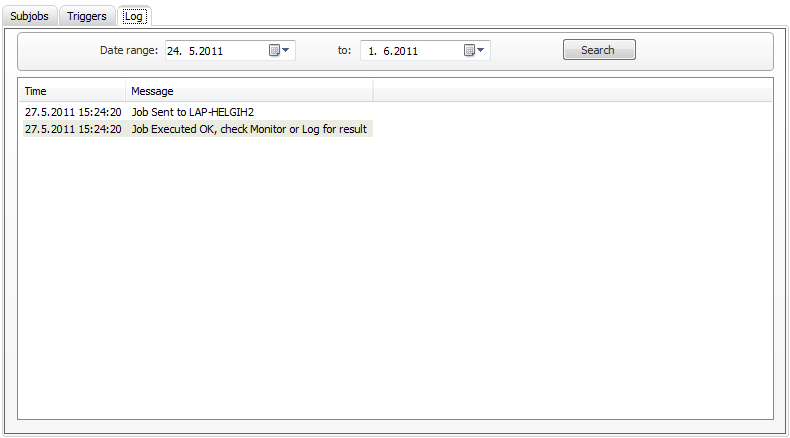 Subjobs Triggers Log
Date range: 24. 5.2011 to: 1. 6.2011 Search
Time Message
27.5.2011 15:24:20 Job Sent to LAP-HELGIH2
27.5.2011 15:24:20 Job Executed OK, check Monitor or Log for result